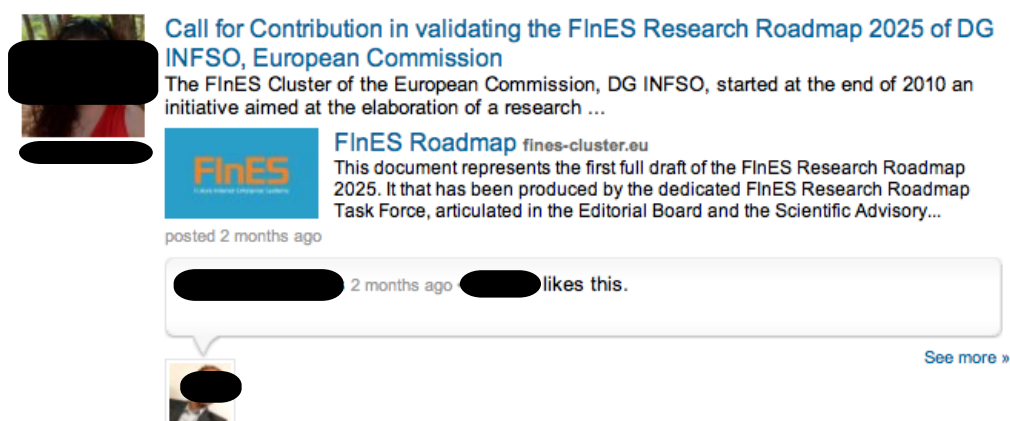 Call for Contribution in validating the FInES Research Roadmap 2025 of DG
INFSO, European Commission
The FInES Cluster of the European Commission, DG INFSO, started at the end of 2010 an
initiative aimed at the elaboration of a research ...
FInES
Future Internet Enterprise Systems
FInES Roadmap fines-cluster.eu
This document represents the first full draft of the FInES Research Roadmap
2025. It that has been produced by the dedicated FInES Research Roadmap
Task Force, articulated in the Editorial Board and the Scientific Advisory...
posted 2 months ago
2 months ago · likes this.
See more »